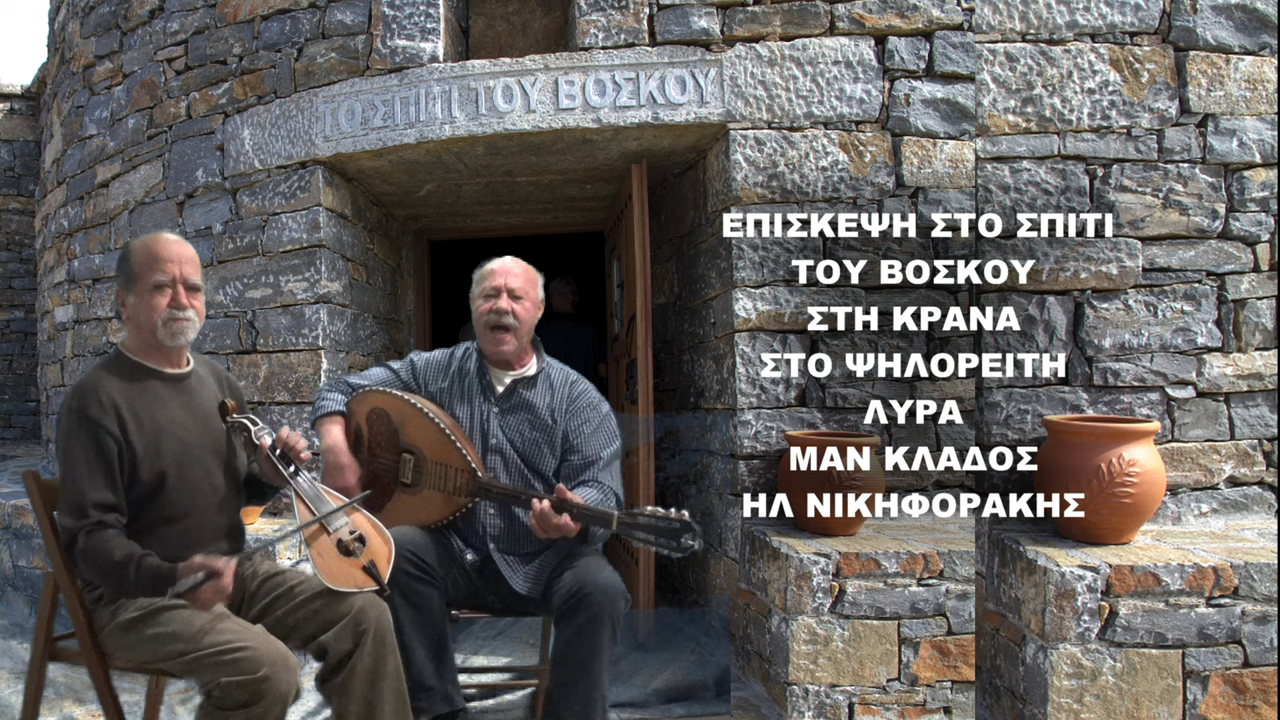 ΤΟ ΣΠΙΤΙ ΤΟΥ ΒΟΣΚΟΥ
ΕΠΙΣΚΕΨΗ ΣΤΟ ΣΠΙΤΙ
ΤΟΥ ΒΟΣΚΟΥ
ΣΤΗ ΚΡΑΝΑ
ΣΤΟ ΨΗΛΟΡΕΙΤΗ
ΛΥΡΑ
ΜΑΝ ΚΛΑΔΟΣ
ΗΛ ΝΙΚΗΦΟΡΑΚΗΣ